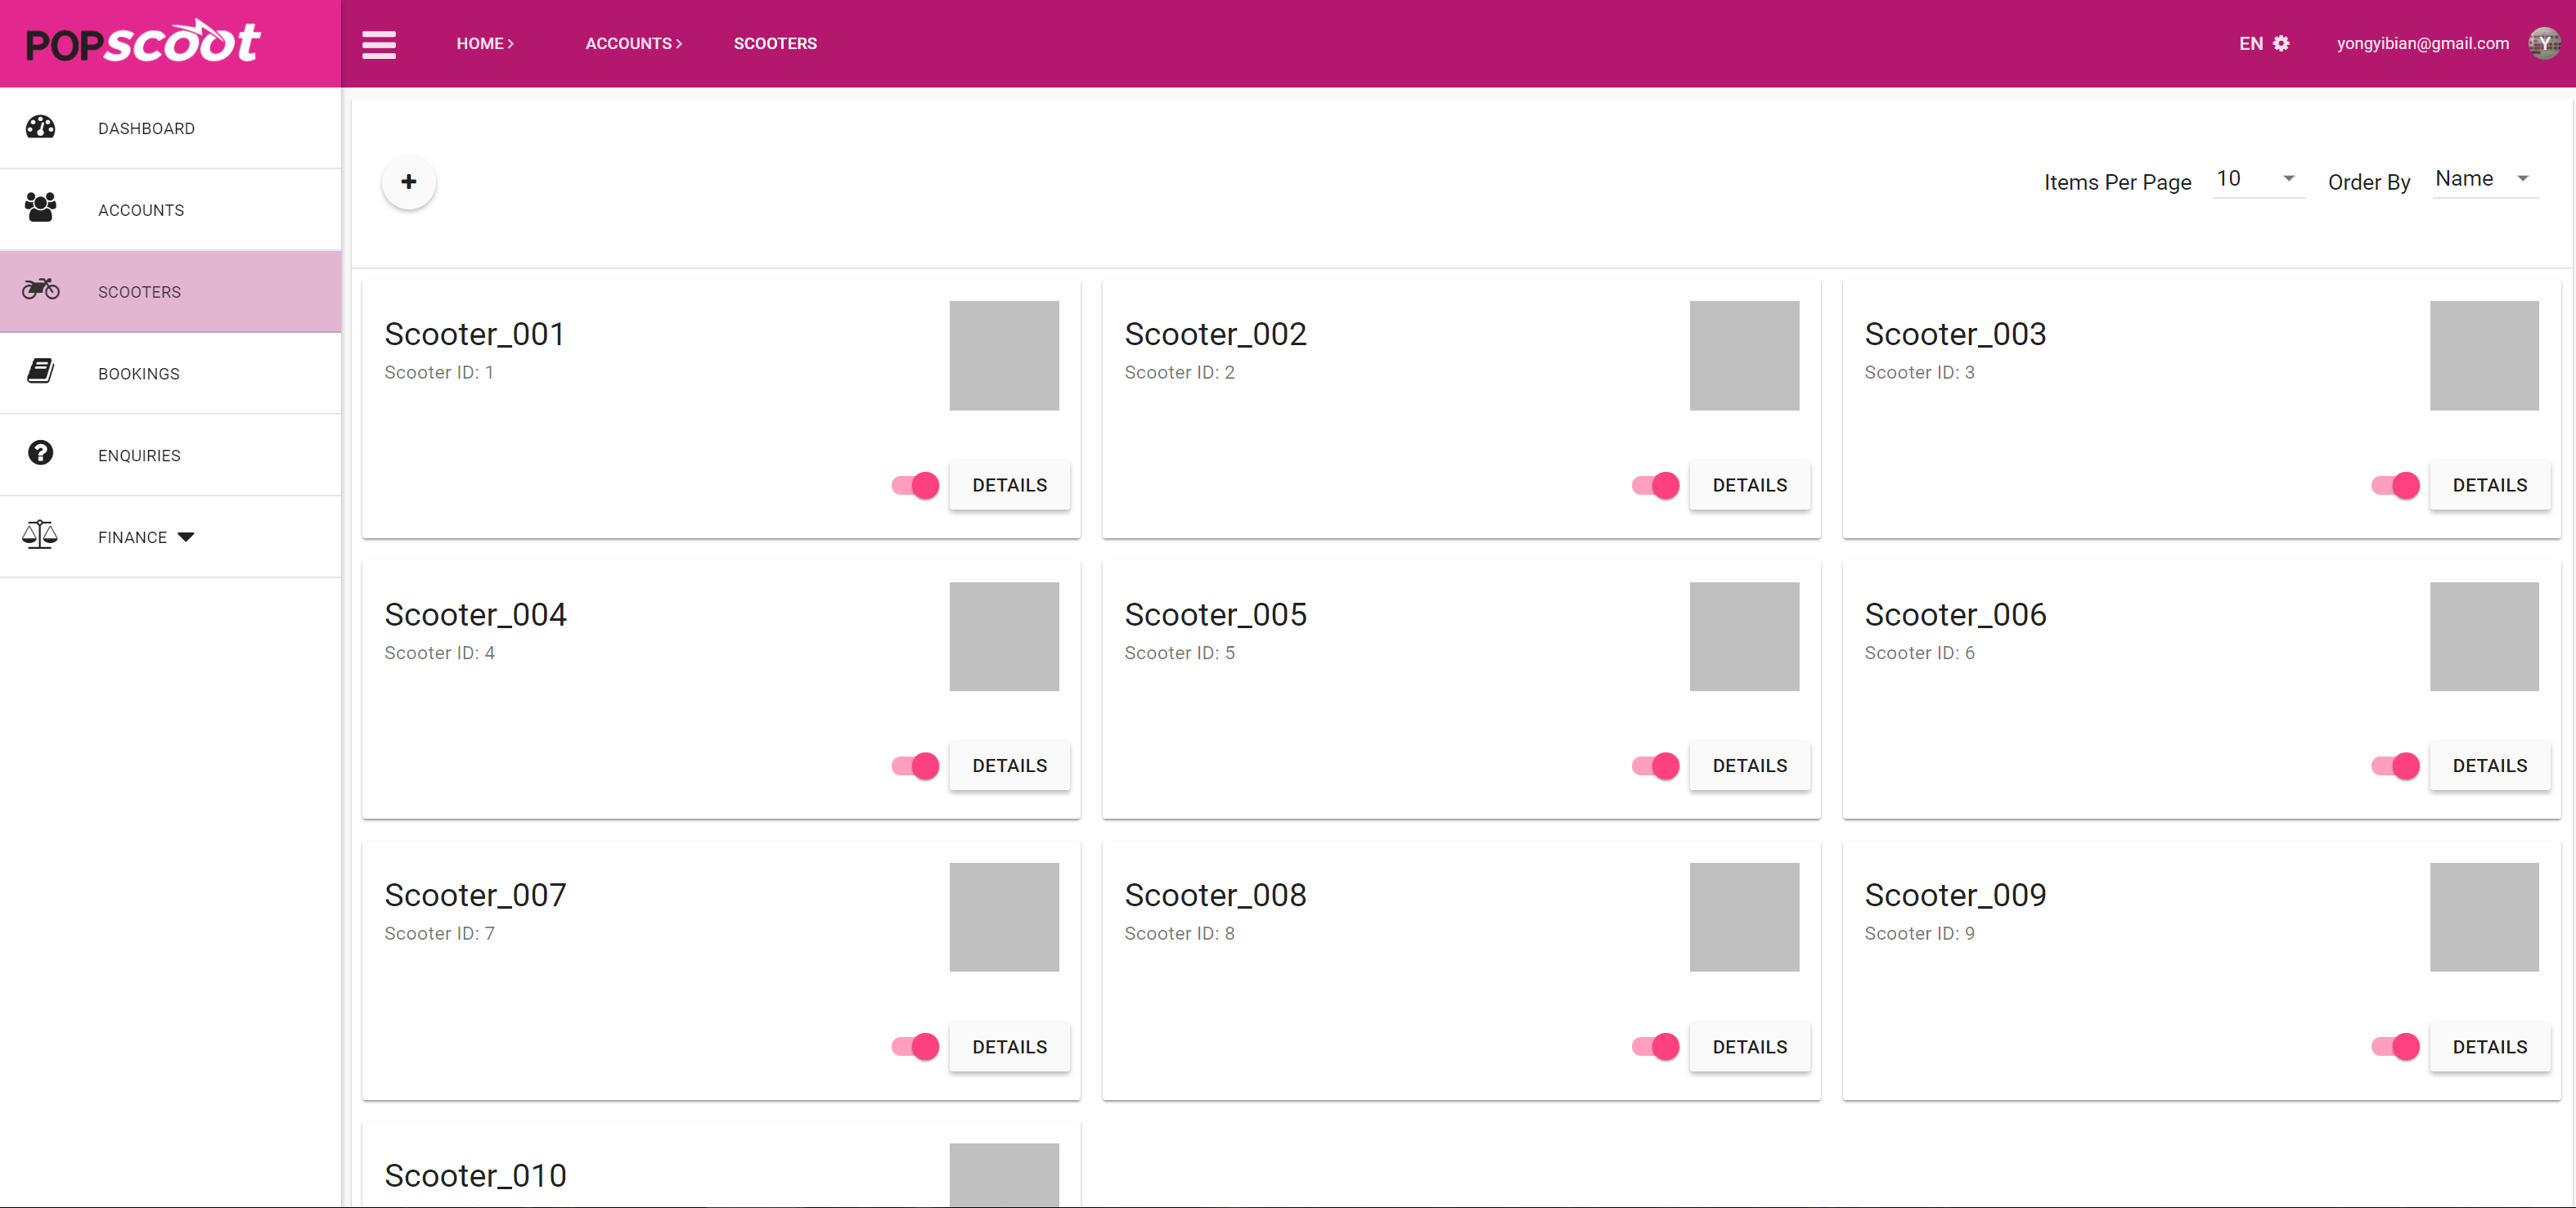 POPscoot
HOME > ACCOUNTS > SCOOTERS
EN
yongyibian@gmail.com
Y
DASHBOARD
ACCOUNTS
SCOOTERS
BOOKINGS
ENQUIRIES
FINANCE
+
Items Per Page 10 Order By Name
Scooter_001
Scooter ID: 1
DETAILS
Scooter_002
Scooter ID: 2
DETAILS
Scooter_003
Scooter ID: 3
DETAILS
Scooter_004
Scooter ID: 4
DETAILS
Scooter_005
Scooter ID: 5
DETAILS
Scooter_006
Scooter ID: 6
DETAILS
Scooter_007
Scooter ID: 7
DETAILS
Scooter_008
Scooter ID: 8
DETAILS
Scooter_009
Scooter ID: 9
DETAILS
Scooter_010